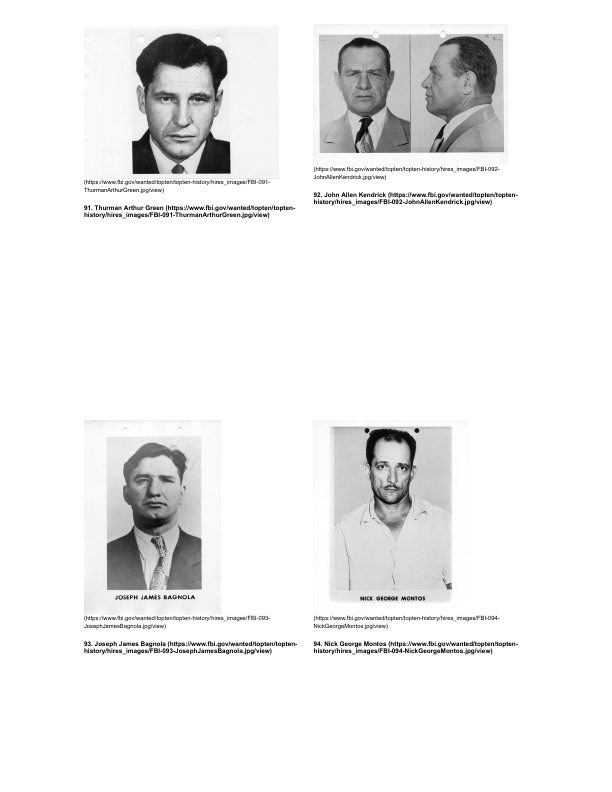 (https://www.fbi.gov/wanted/topten/topten-history/hires_images/FBI-091-
ThurmanArthurGreen.jpg/view)
91. Thurman Arthur Green (https://www.fbi.gov/wanted/topten/topten-
history/hires_images/FBI-091-ThurmanArthurGreen.jpg/view)
(https://www.fbi.gov/wanted/topten/topten-history/hires_images/FBI-092-
JohnAllenKendrick.jpg/view)
92. John Allen Kendrick (https://www.fbi.gov/wanted/topten/topten-
history/hires_images/FBI-092-JohnAllenKendrick.jpg/view)
JOSEPH JAMES BAGNOLA
(https://www.fbi.gov/wanted/topten/topten-history/hires_images/FBI-093-
JosephJamesBagnola.jpg/view)
93. Joseph James Bagnola (https://www.fbi.gov/wanted/topten/topten-
history/hires_images/FBI-093-JosephJamesBagnola.jpg/view)
NICK GEORGE MONTOS
(https://www.fbi.gov/wanted/topten/topten-history/hires_images/FBI-094-
NickGeorgeMontos.jpg/view)
94. Nick George Montos (https://www.fbi.gov/wanted/topten/topten-
history/hires_images/FBI-094-NickGeorgeMontos.jpg/view)